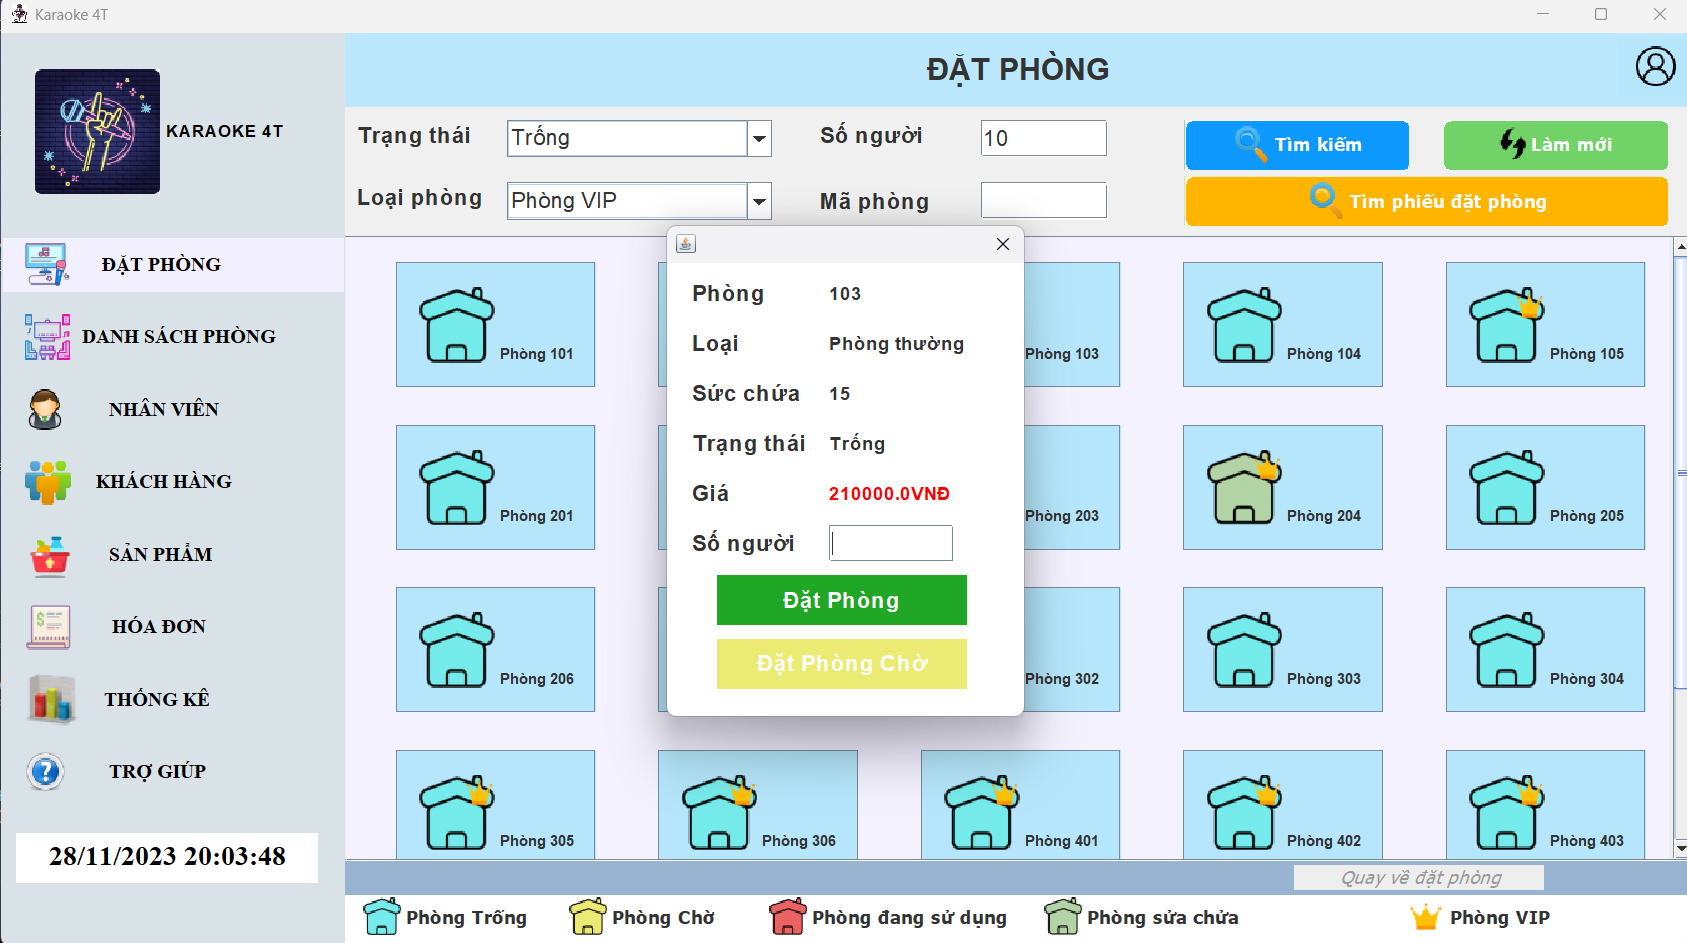 Karaoke 4T
KARAOKE 4T
ĐẶT PHÒNG
DANH SÁCH PHÒNG
NHÂN VIÊN
KHÁCH HÀNG
SẢN PHẨM
HÓA ĐƠN
THỐNG KÊ
TRỢ GIÚP
28/11/2023 20:03:48
ĐẶT PHÒNG
Trạng thái Trống Số người 10 Tìm kiếm Làm mới
Loại phòng Phòng VIP Mã phòng Tìm phiếu đặt phòng
Phòng 101 Phòng 103 Phòng 104 Phòng 105
Phòng 201 Phòng 203 Phòng 204 Phòng 205
Phòng 206 Phòng 302 Phòng 303 Phòng 304
Phòng 305 Phòng 306 Phòng 401 Phòng 402 Phòng 403
Phòng 103
Loại Phòng thường
Sức chứa 15
Trạng thái Trống
Giá 210000.0VNĐ
Số người
Đặt Phòng
Đặt Phòng Chờ
Quay về đặt phòng
Phòng Trống Phòng Chờ Phòng đang sử dụng Phòng sửa chửa Phòng VIP